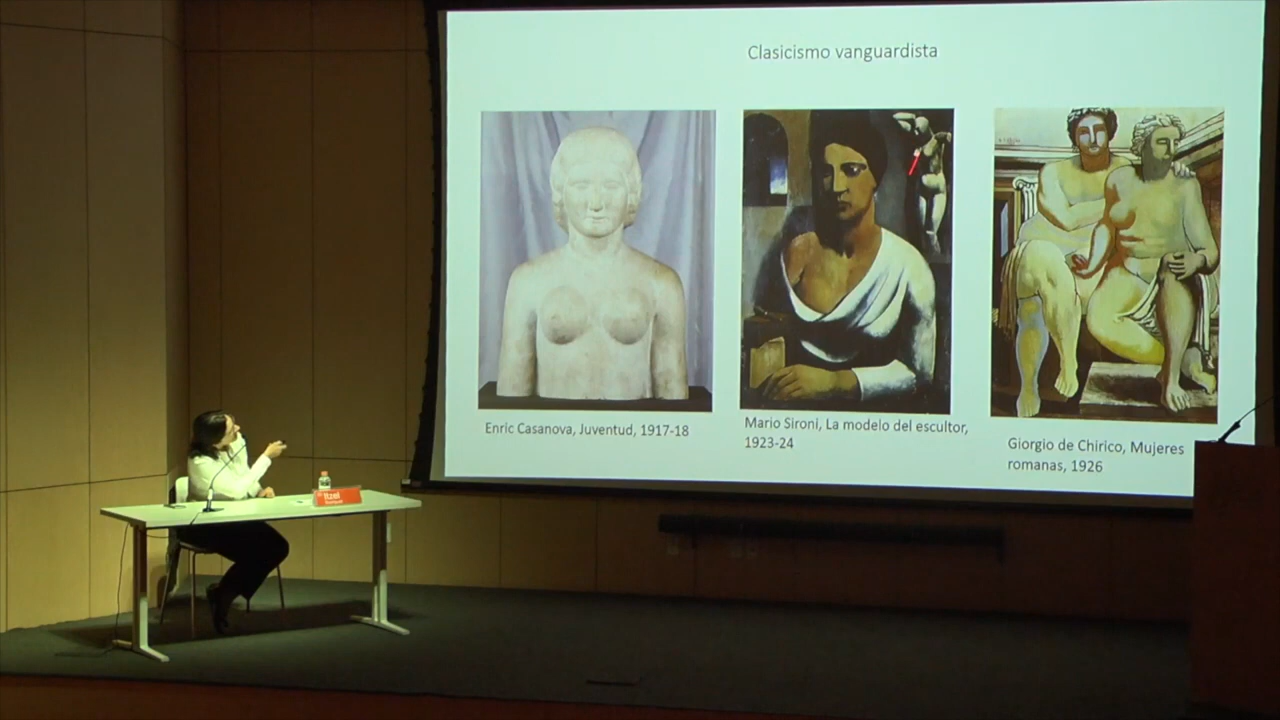 Clasicismo vanguardista
Enric Casanova, Juventud, 1917-18
Mario Sironi, La modelo del escultor,
1923-24
Giorgio de Chirico, Mujeres
romanas, 1926
Itzel